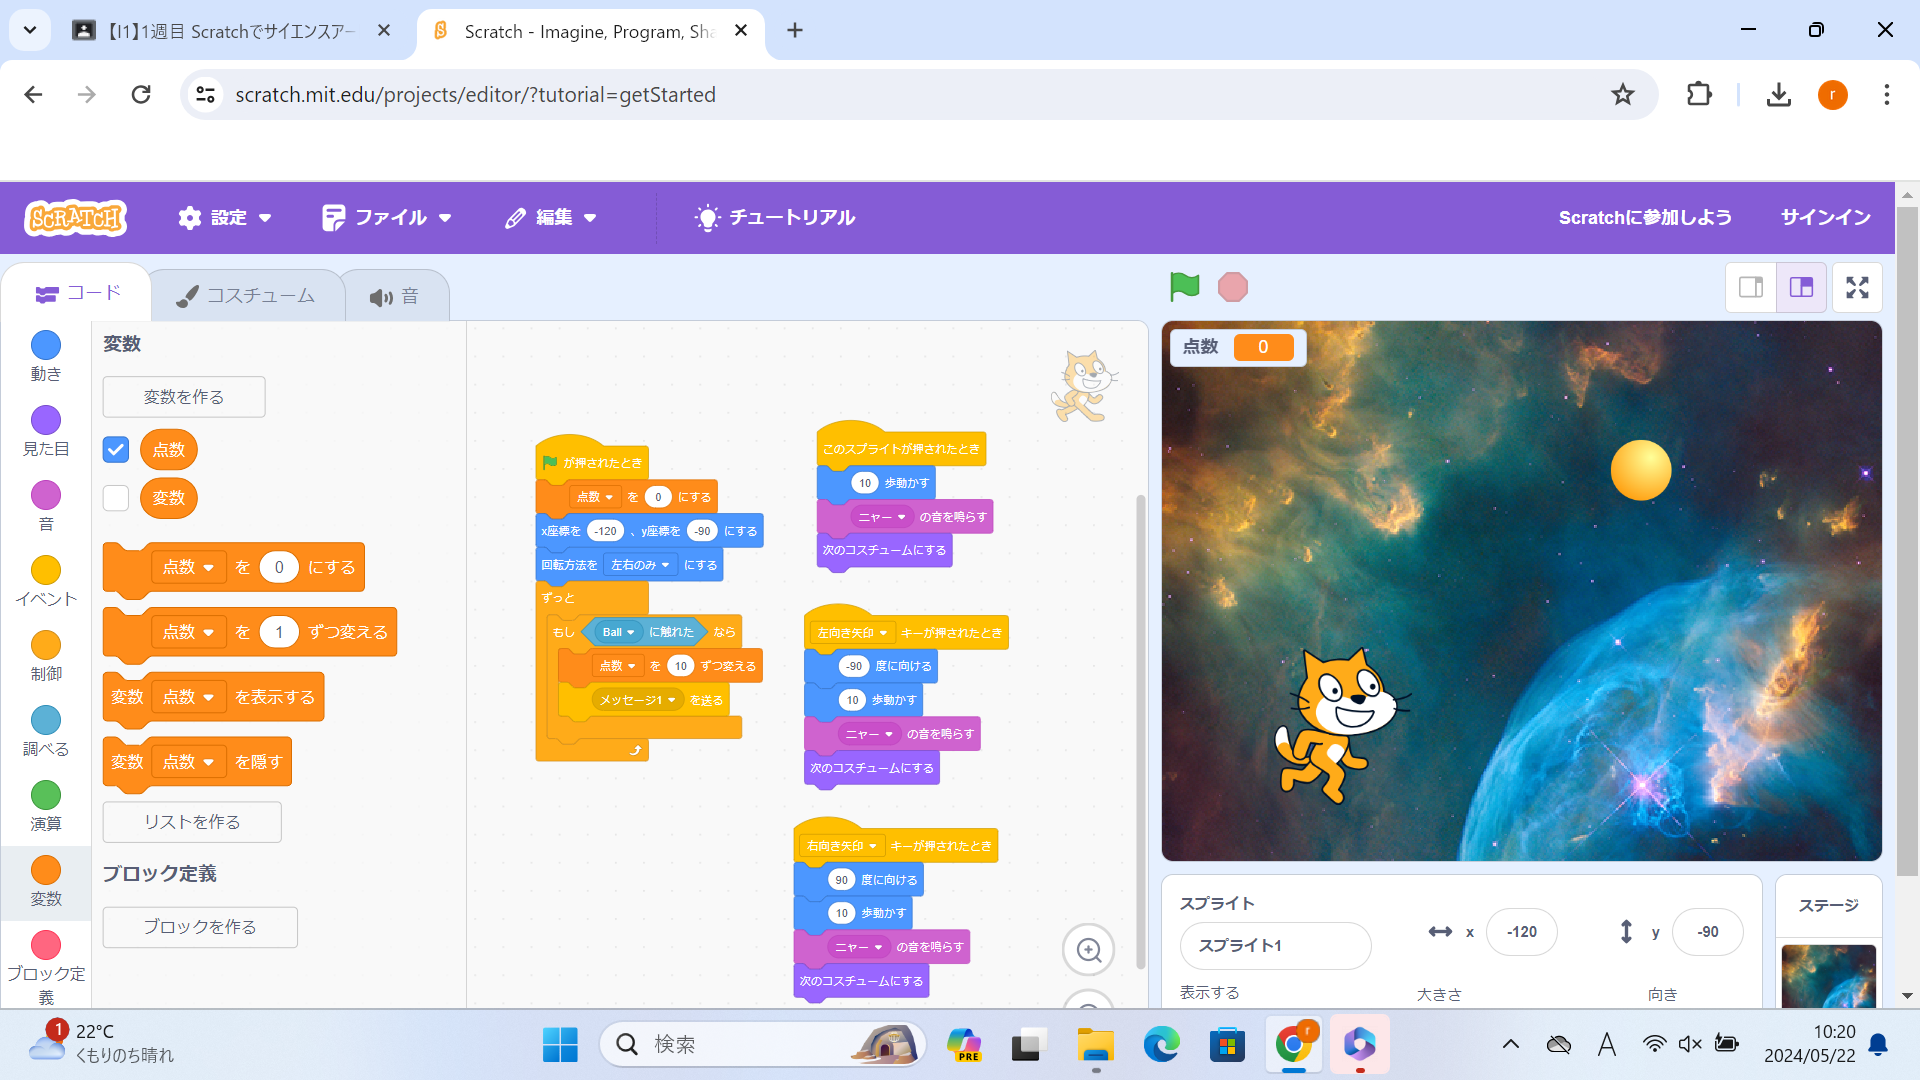 【I1】1週目 Scratchでサイエンスアー
Scratch - Imagine, Program, Sha
scratch.mit.edu/projects/editor/?tutorial=getStarted
r
SCRATCH
設定
ファイル
編集
チュートリアル
Scratchに参加しよう
サインイン
コード
コスチューム
音
動き
見た目
音
イベント
制御
調べる
演算
変数
ブロック定
義
変数
変数を作る
点数
変数
点数 を 0 にする
点数 を 1 ずつ変える
変数 点数 を表示する
変数 点数 を隠す
リストを作る
ブロック定義
ブロックを作る
が押されたとき
点数 を 0 にする
x座標を -120 、y座標を -90 にする
回転方法を 左右のみ にする
ずっと
もし Ball に触れた なら
点数 を 10 ずつ変える
メッセージ1 を送る
このスプライトが押されたとき
10 歩動かす
ニャー の音を鳴らす
次のコスチュームにする
左向き矢印 キーが押されたとき
-90 度に向ける
10 歩動かす
ニャー の音を鳴らす
次のコスチュームにする
右向き矢印 キーが押されたとき
90 度に向ける
10 歩動かす
ニャー の音を鳴らす
次のコスチュームにする
点数 0
スプライト
スプライト1
x -120
y -90
表示する
大きさ
向き
ステージ
1
22°C
くもりのち晴れ
検索
PRE
r
A
10:20
2024/05/22